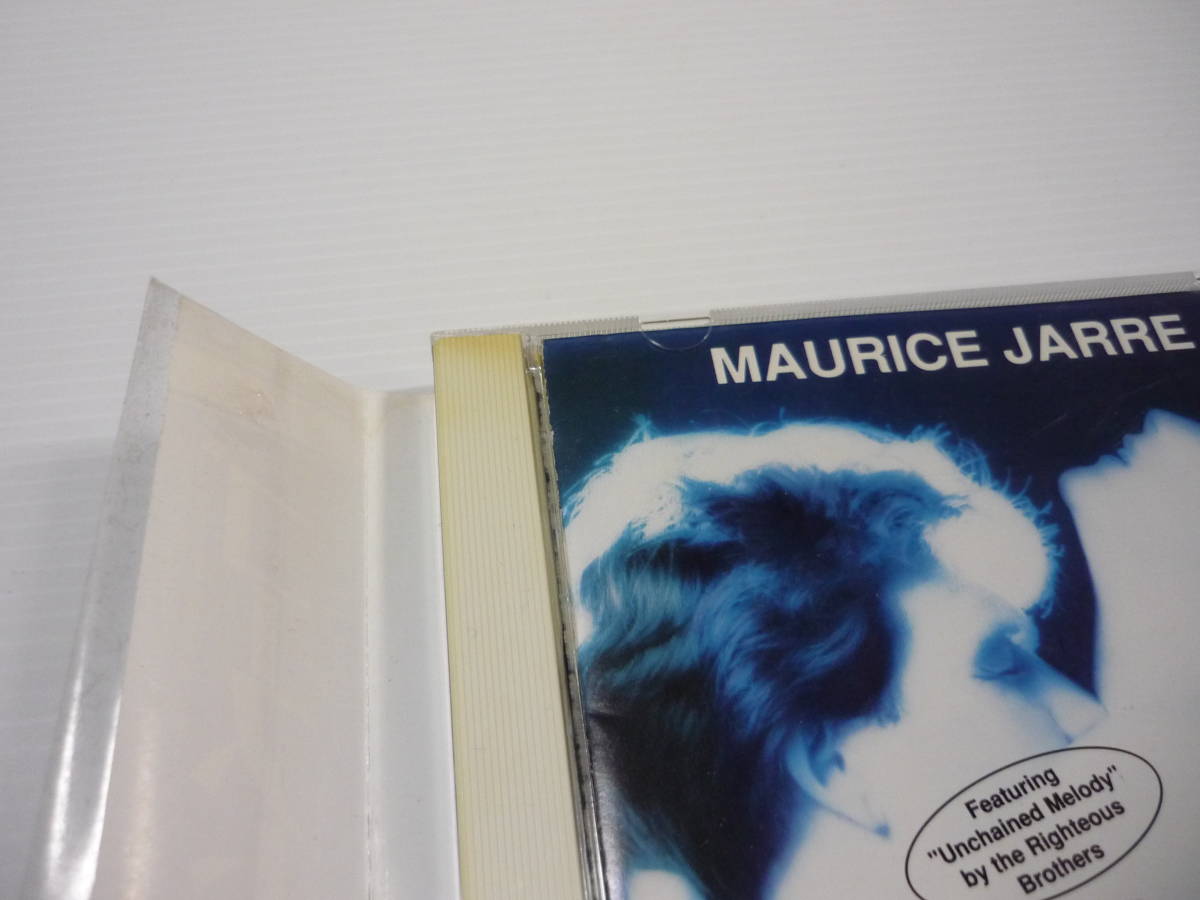 MAURICE JARRE
Featuring
"Unchained Melody"
by the Righteous
Brothers